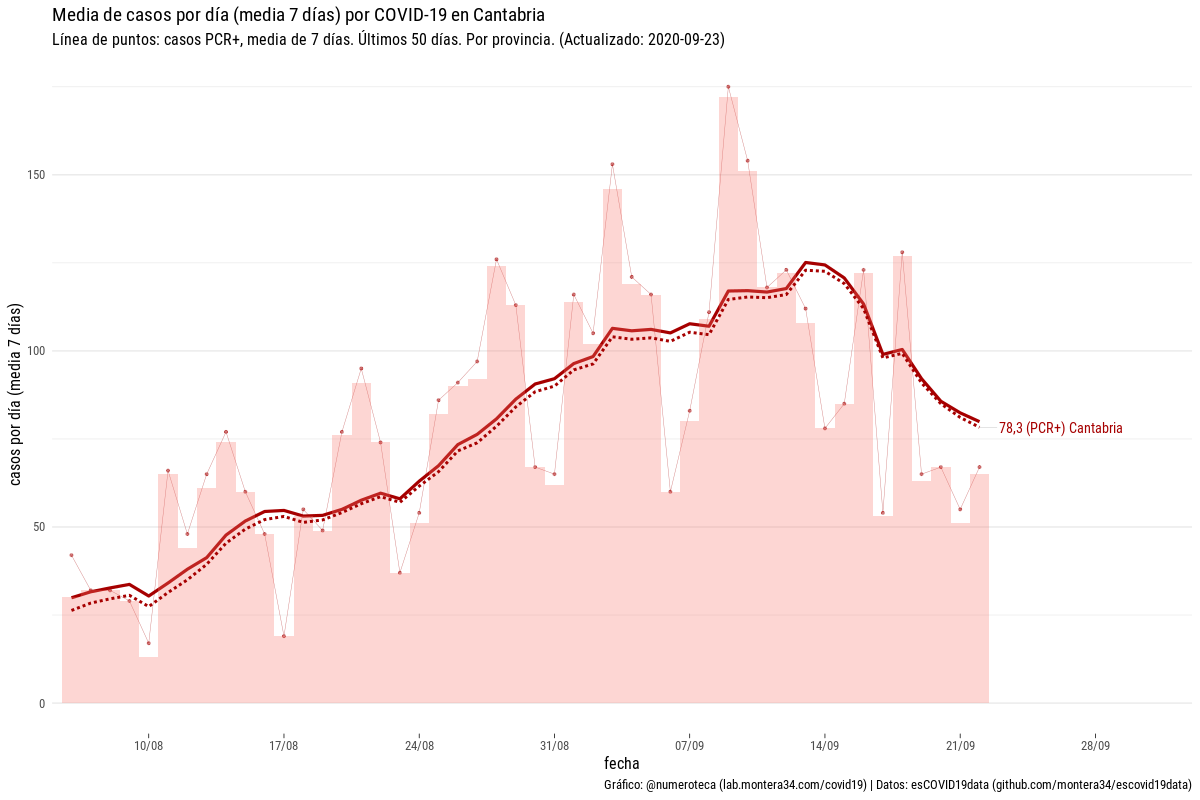 Media de casos por día (media 7 días) por COVID-19 en Cantabria
Línea de puntos: casos PCR+, media de 7 días. Últimos 50 días. Por provincia. (Actualizado: 2020-09-23)
casos por día (media 7 días)
150
100
50
0
78,3 (PCR+) Cantabria
10/08
17/08
24/08
31/08
07/09
14/09
21/09
28/09
fecha
Gráfico: @numeroteca (lab.montera34.com/covid19) | Datos: esCOVID19data (github.com/montera34/escovid19data)